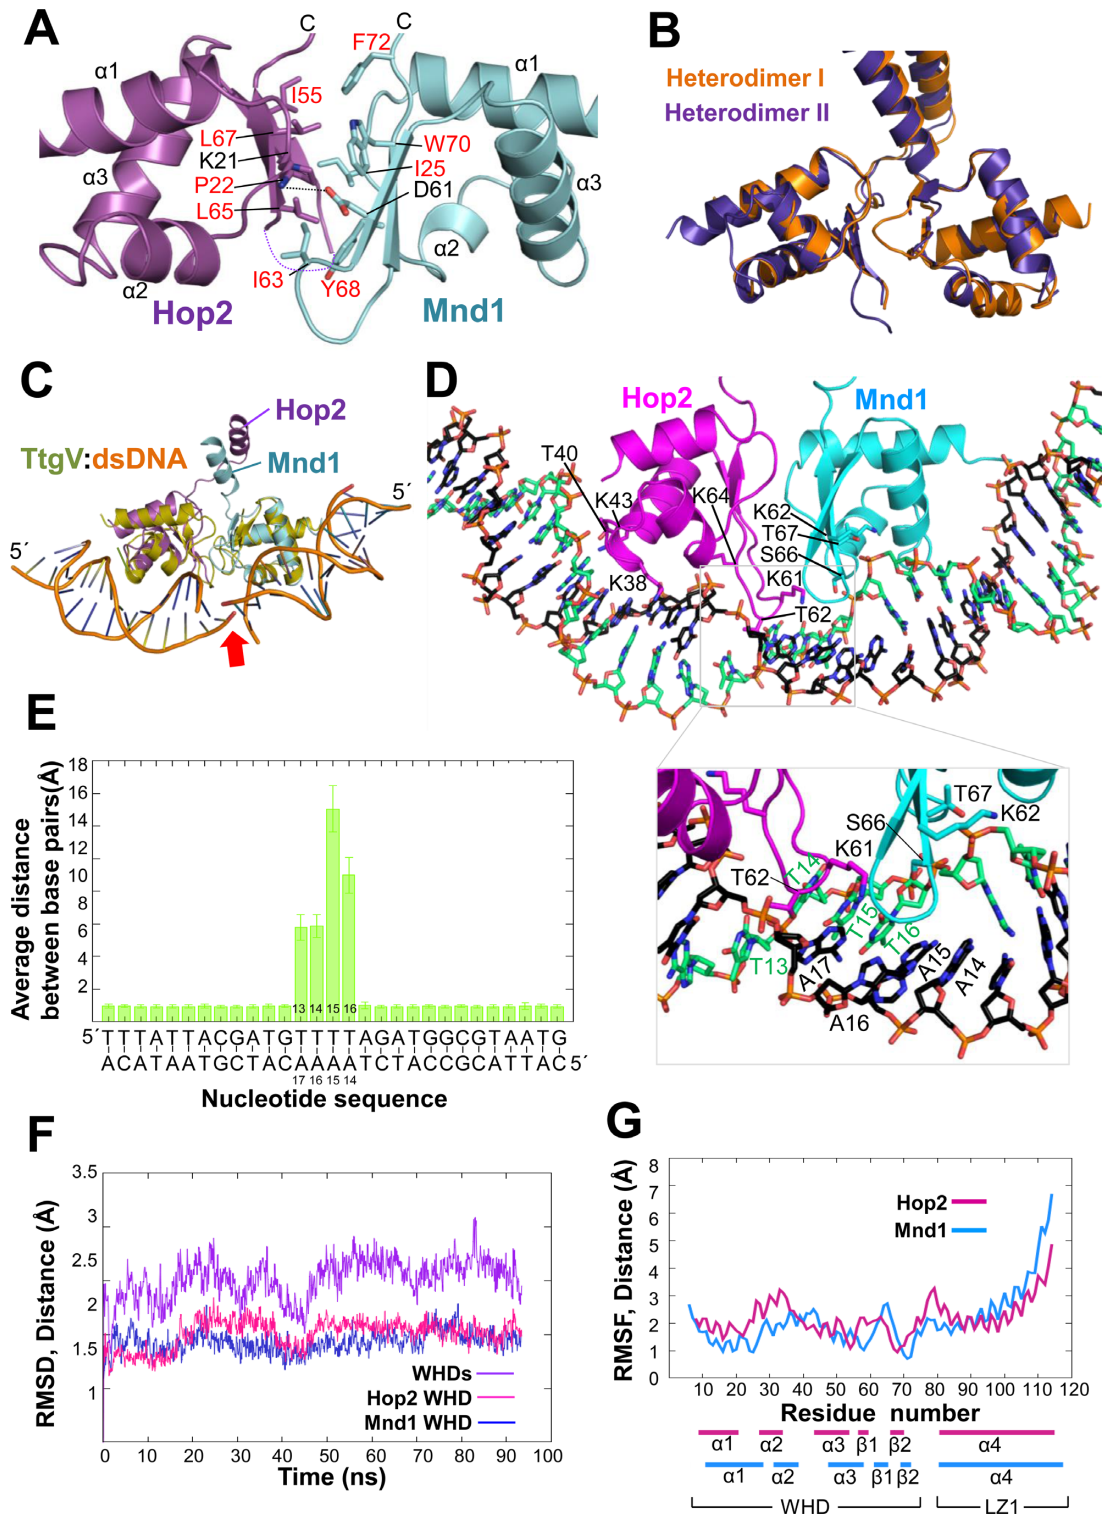 A
C
C
F72
α1
α1
I55
L67
K21
P22
L65
α3
W70
I25
D61
α3
α2
α2
I63
Y68
Hop2
Mnd1
B
Heterodimer I
Heterodimer II
C
Hop2
TtgV:dsDNA
Mnd1
5´
5´
D
Hop2
Mnd1
T40
K43
K64
K62
T67
S66
K38
K61
T62
T67
K62
S66
K61
T14
T62
T15
T16
T13
A17
A15
A14
A16
E
Average distance
between base pairs(Å)
18
16
14
12
10
8
6
4
2
13 14 15 16
5´TTTATTACGATGTTTTAGATGGCGTAATG
ACATAATGCTACAAAATCTACCGCATTAC5´
17 16 15 14
Nucleotide sequence
F
RMSD, Distance (Å)
3.5
3
2.5
2
1.5
1
WHDs
Hop2 WHD
Mnd1 WHD
0 10 20 30 40 50 60 70 80 90 100
Time (ns)
G
RMSF, Distance (Å)
8
7
6
5
4
3
2
1
0
Hop2
Mnd1
10 20 30 40 50 60 70 80 90 100 110 120
Residue number
α1 α2 α3 β1 β2 α4
α1 α2 α3 β1 β2 α4
WHD LZ1